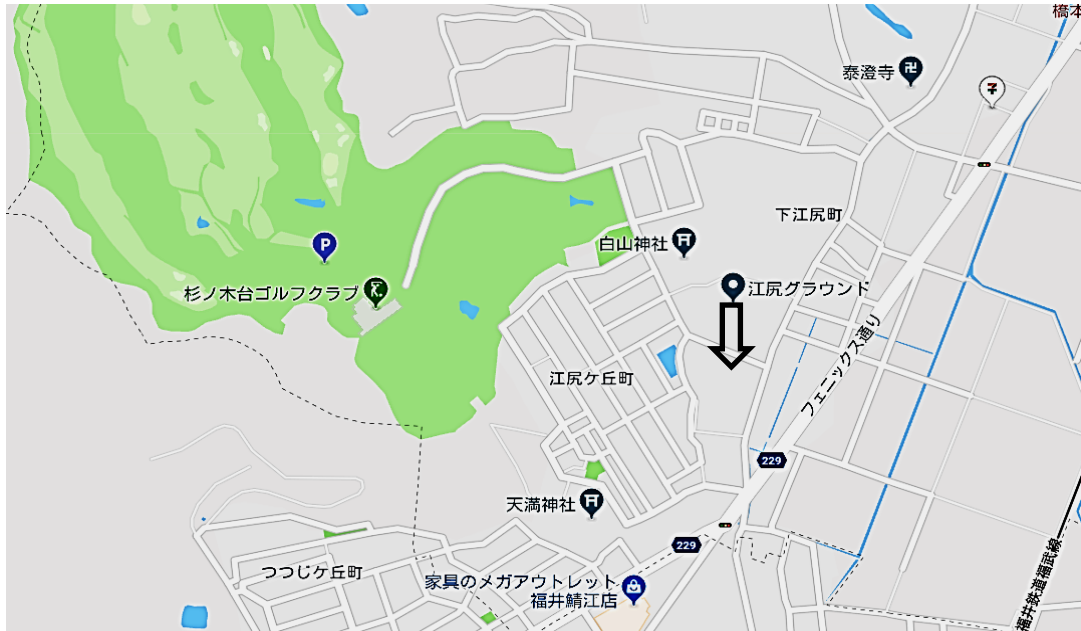 橋本
泰澄寺
下江尻町
白山神社
江尻グラウンド
P
杉ノ木台ゴルフクラブ
フェニックス通り
江尻ケ丘町
229
天満神社
229
つつじケ丘町
家具のメガアウトレット
福井鯖江店
福井鉄道福武線